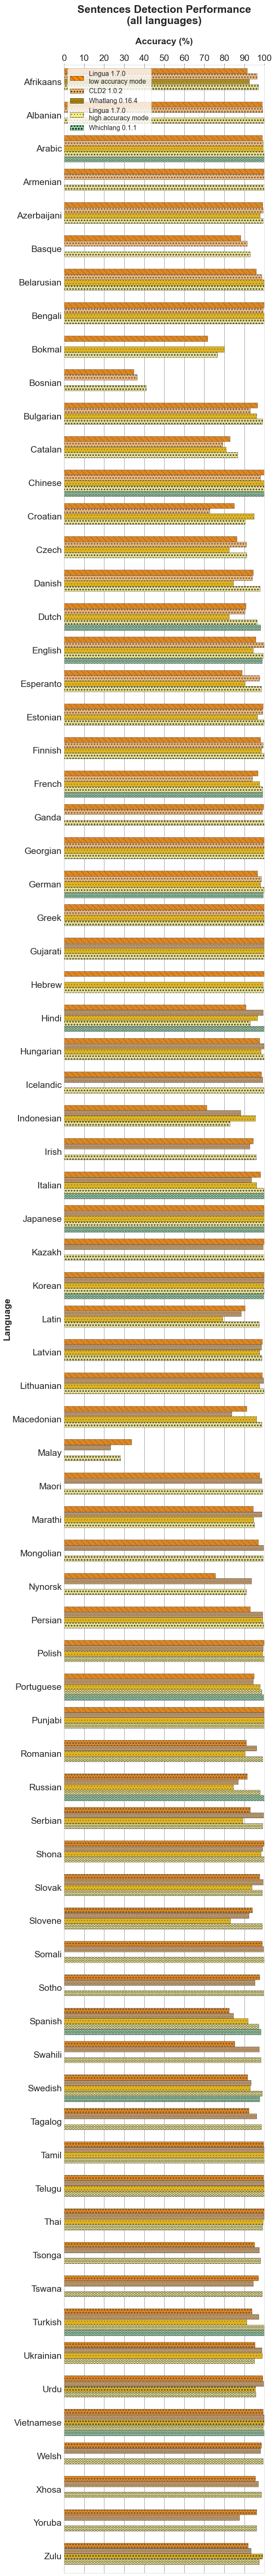 Sentences Detection Performance
(all languages)
Accuracy (%)
0 10 20 30 40 50 60 70 80 90 100
Lingua 1.7.0
low accuracy mode
CLD2 1.0.2
Whatlang 0.16.4
Lingua 1.7.0
high accuracy mode
Whichlang 0.1.1
Afrikaans
Albanian
Arabic
Armenian
Azerbaijani
Basque
Belarusian
Bengali
Bokmal
Bosnian
Bulgarian
Catalan
Chinese
Croatian
Czech
Danish
Dutch
English
Esperanto
Estonian
Finnish
French
Ganda
Georgian
German
Greek
Gujarati
Hebrew
Hindi
Hungarian
Icelandic
Indonesian
Irish
Italian
Japanese
Kazakh
Korean
Language
Latin
Latvian
Lithuanian
Macedonian
Malay
Maori
Marathi
Mongolian
Nynorsk
Persian
Polish
Portuguese
Punjabi
Romanian
Russian
Serbian
Shona
Slovak
Slovene
Somali
Sotho
Spanish
Swahili
Swedish
Tagalog
Tamil
Telugu
Thai
Tsonga
Tswana
Turkish
Ukrainian
Urdu
Vietnamese
Welsh
Xhosa
Yoruba
Zulu